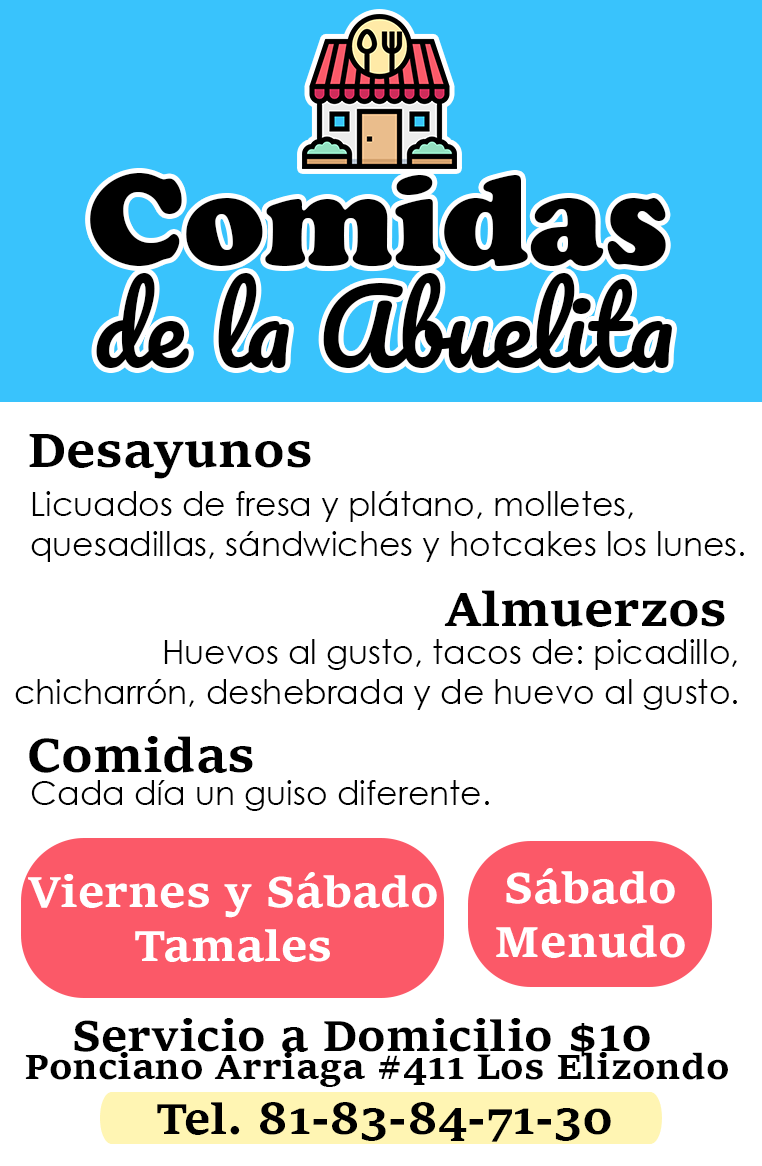 Comidas
de la Abuelita
Desayunos
Licuados de fresa y plátano, molletes,
quesadillas, sándwiches y hotcakes los lunes.
Almuerzos
Huevos al gusto, tacos de: picadillo,
chicharrón, deshebrada y de huevo al gusto.
Comidas
Cada día un guiso diferente.
Viernes y Sábado
Tamales
Sábado
Menudo
Servicio a Domicilio $10
Ponciano Arriaga #411 Los Elizondo
Tel. 81-83-84-71-30